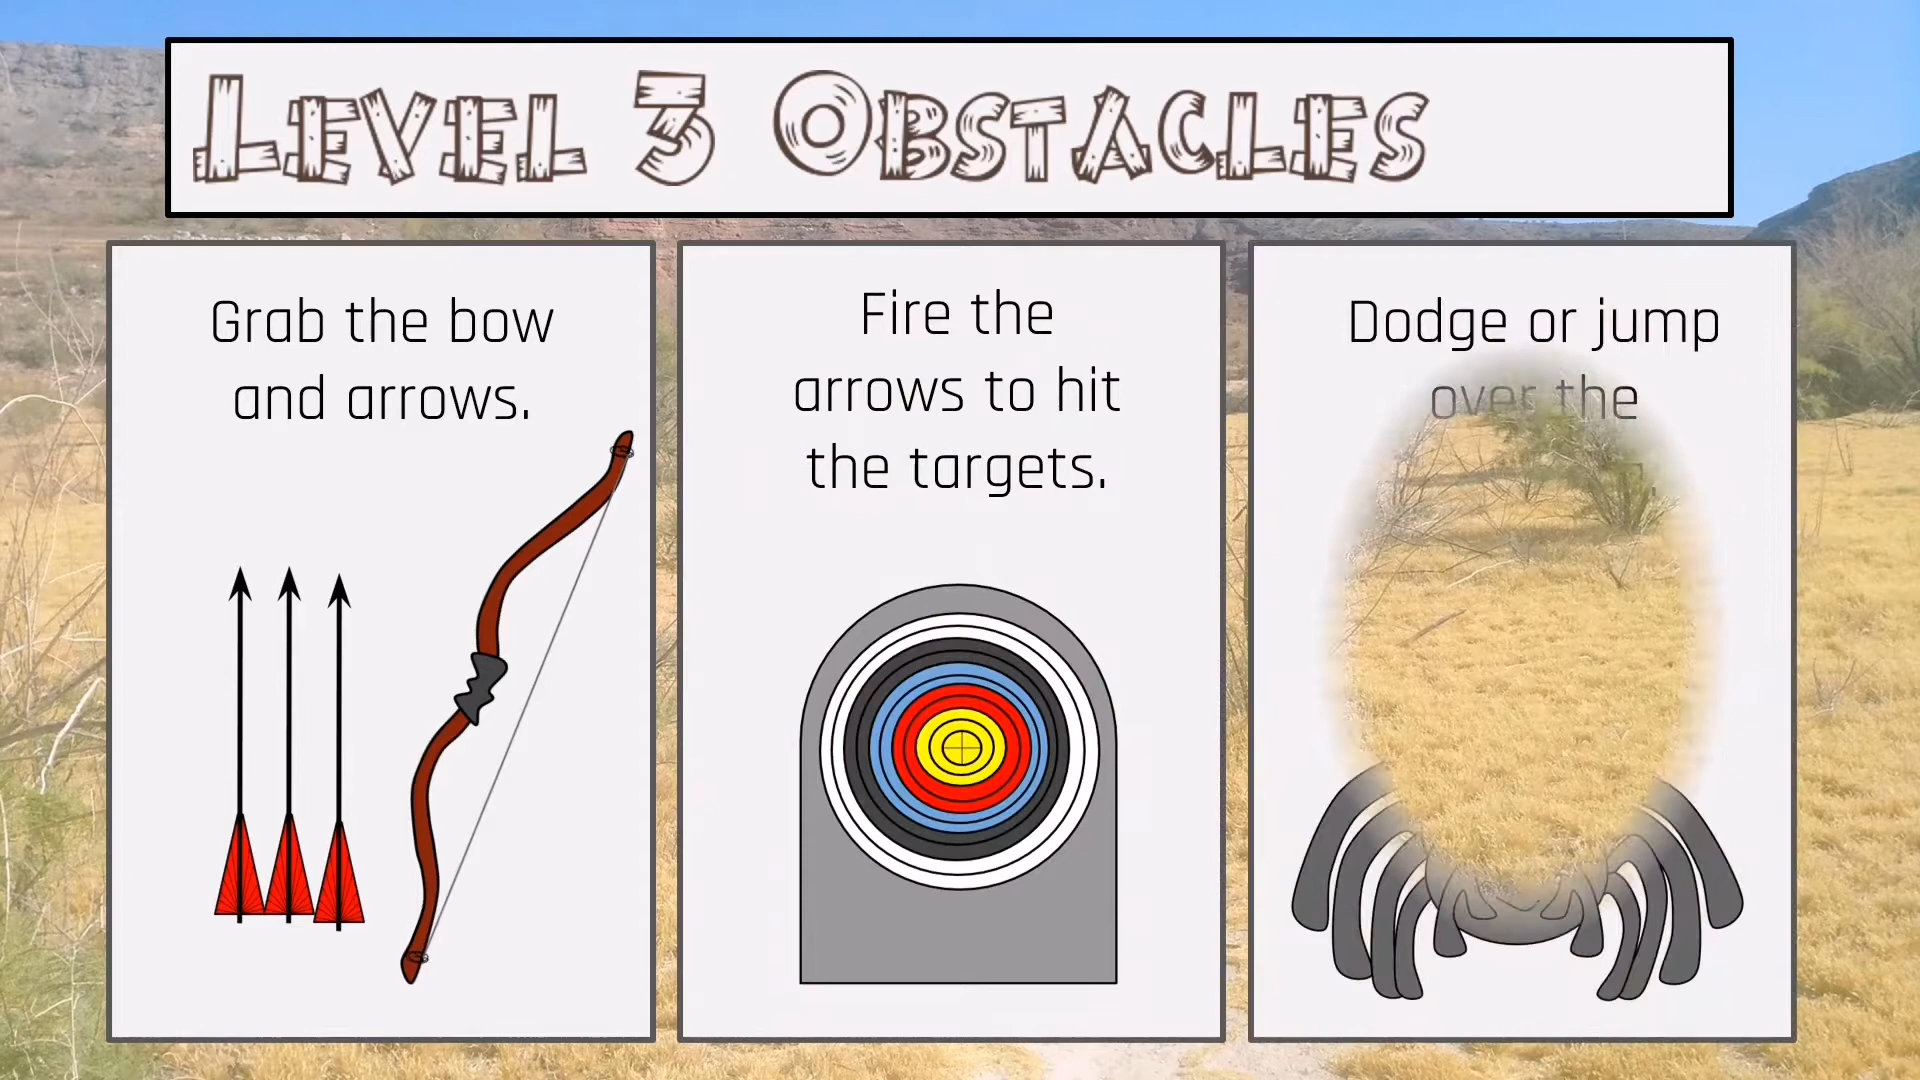 Level 3 Obstacles
Grab the bow
and arrows.
Fire the
arrows to hit
the targets.
Dodge or jump
over the